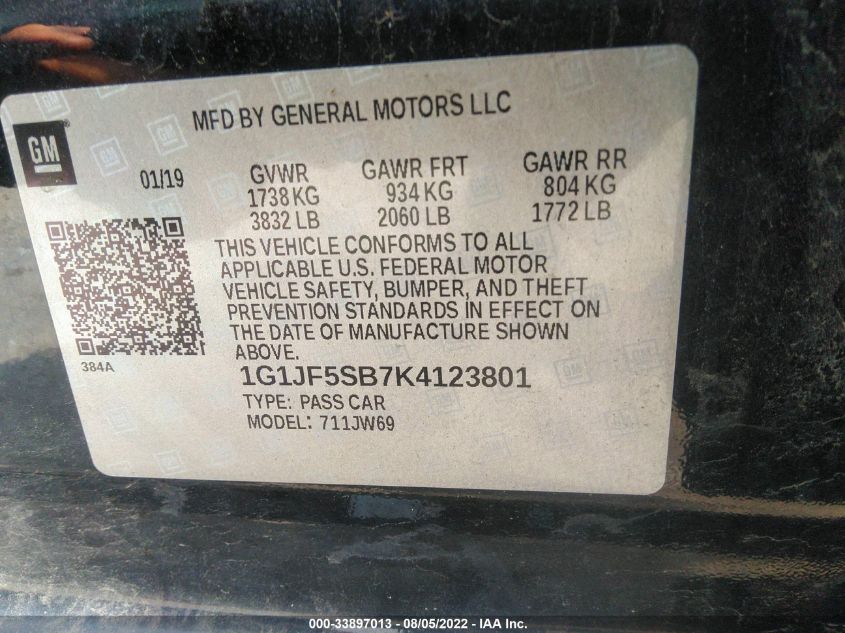 MFD BY GENERAL MOTORS LLC
GM®
01/19
GVWR
1738 KG
3832 LB
GAWR FRT
934 KG
2060 LB
GAWR RR
804 KG
1772 LB
THIS VEHICLE CONFORMS TO ALL
APPLICABLE U.S. FEDERAL MOTOR
VEHICLE SAFETY, BUMPER, AND THEFT
PREVENTION STANDARDS IN EFFECT ON
THE DATE OF MANUFACTURE SHOWN
ABOVE.
384A
1G1JF5SB7K4123801
TYPE: PASS CAR
MODEL: 711JW69
000-33897013 - 08/05/2022 - IAA Inc.